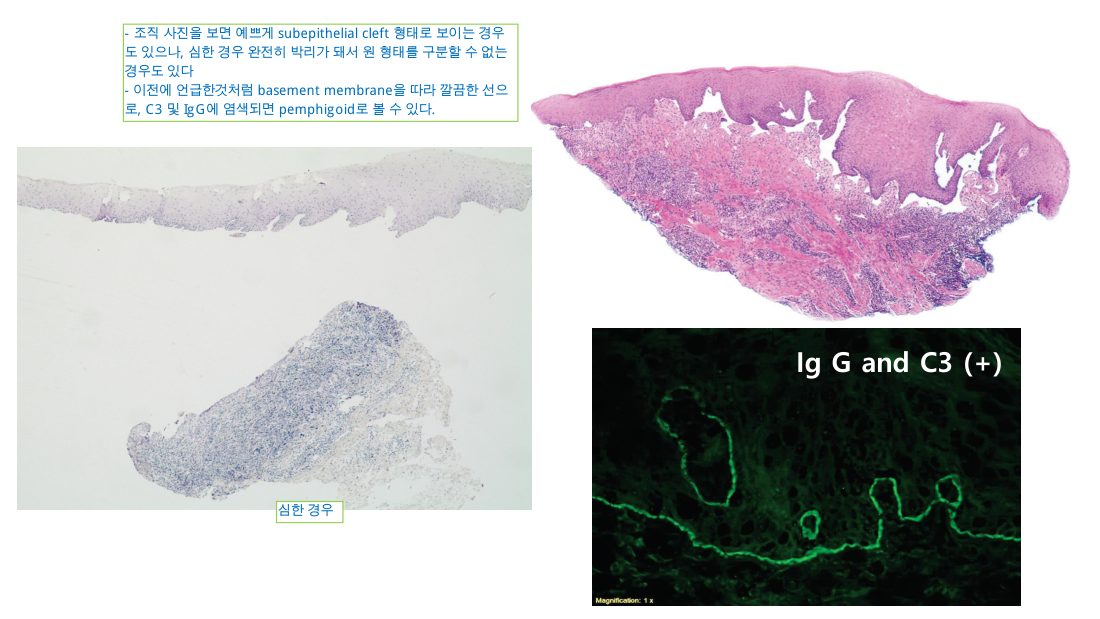 - 조직 사진을 보면 예쁘게 subepithelial cleft 형태로 보이는 경우
도 있으나, 심한 경우 완전히 박리가 돼서 원 형태를 구분할 수 없는
경우도 있다
- 이전에 언급한것처럼 basement membrane을 따라 깔끔한 선으
로, C3 및 IgG에 염색되면 pemphigoid로 볼 수 있다.
심한 경우
Ig G and C3 (+)
Magnification: 1 x